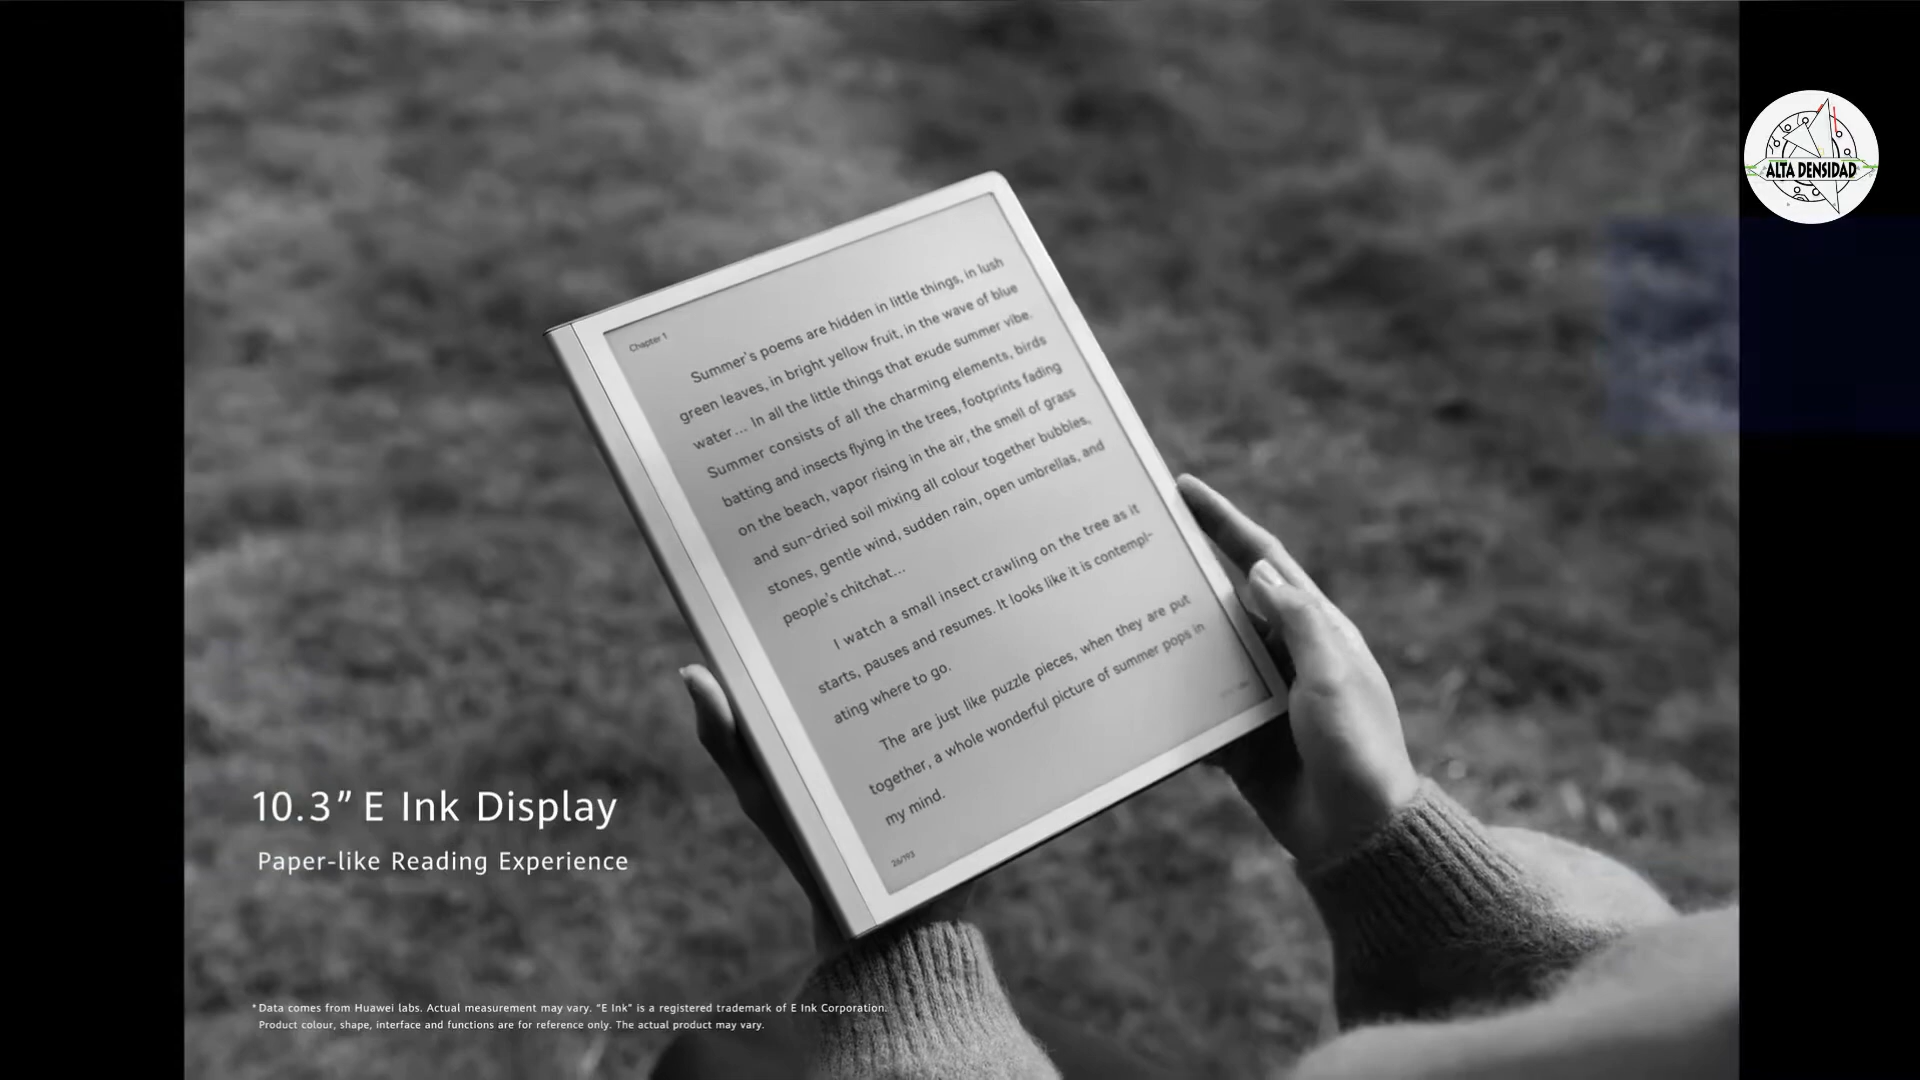 ALTA DENSIDAD
Chapter 1
Summer's poems are hidden in little things, in lush
green leaves, in bright yellow fruit, in the wave of blue
water... In all the little things that exude summer vibe.
Summer consists of all the charming elements, birds
batting and insects flying in the trees, footprints fading
on the beach, vapor rising in the air, the smell of grass
and sun-dried soil mixing all colour together bubbles,
stones, gentle wind, sudden rain, open umbrellas, and
people's chitchat...
I watch a small insect crawling on the tree as it
starts, pauses and resumes. It looks like it is contempl-
ating where to go.
The are just like puzzle pieces, when they are put
together, a whole wonderful picture of summer pops in
my mind.
26/193
10.3" E Ink Display
Paper-like Reading Experience
*Data comes from Huawei labs. Actual measurement may vary. "E Ink" is a registered trademark of E Ink Corporation.
Product colour, shape, interface and functions are for reference only. The actual product may vary.